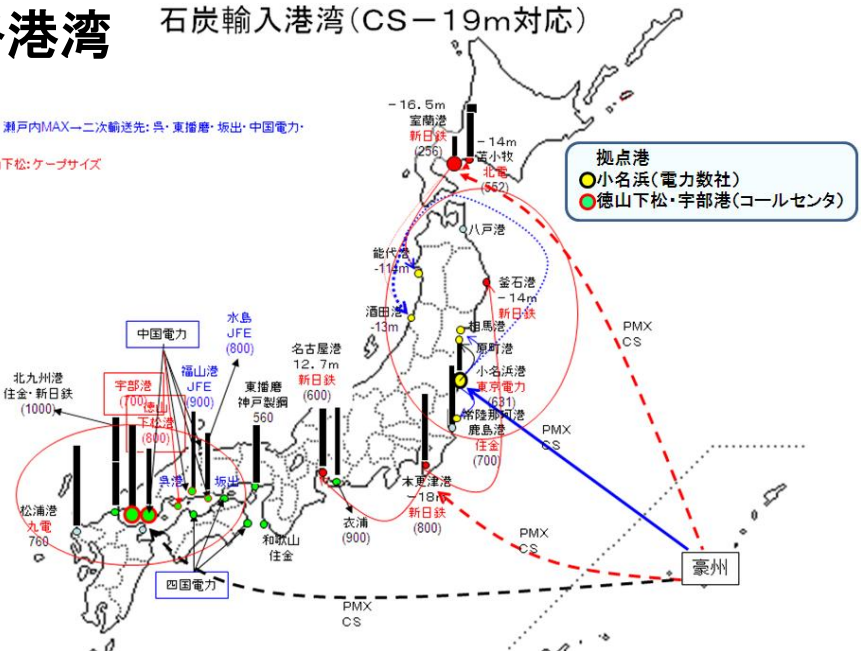 港湾
石炭輸入港湾(CS-19m対応)
瀬戸内MAX→二次輸送先:呉・東播磨・坂出・中国電力・
下松:ケープサイズ
拠点港
小名浜(電力数社)
徳山下松・宇部港(コールセンタ)
-16.5m
室蘭港
新日鉄
(256)
-14m
苫小牧
北電
(552)
八戸港
能代港
-14m
釜石港
-14m
新日鉄
酒田港
-13m
相馬港
原町港
小名浜港
東京電力
(631)
常陸那珂港
鹿島港
住金
(700)
PMX
CS
PMX
CS
水島
JFE
(800)
中国電力
福山港
JFE
(900)
名古屋港
12.7m
新日鉄
(600)
東播磨
神戸製鋼
560
北九州港
住金・新日鉄
(1000)
宇部港
(700)
徳山
下松港
(800)
呉港
坂出
本更津港
-18m
新日鉄
(800)
松浦港
九電
760
衣浦
(900)
和歌山
住金
四国電力
PMX
CS
豪州
PMX
CS